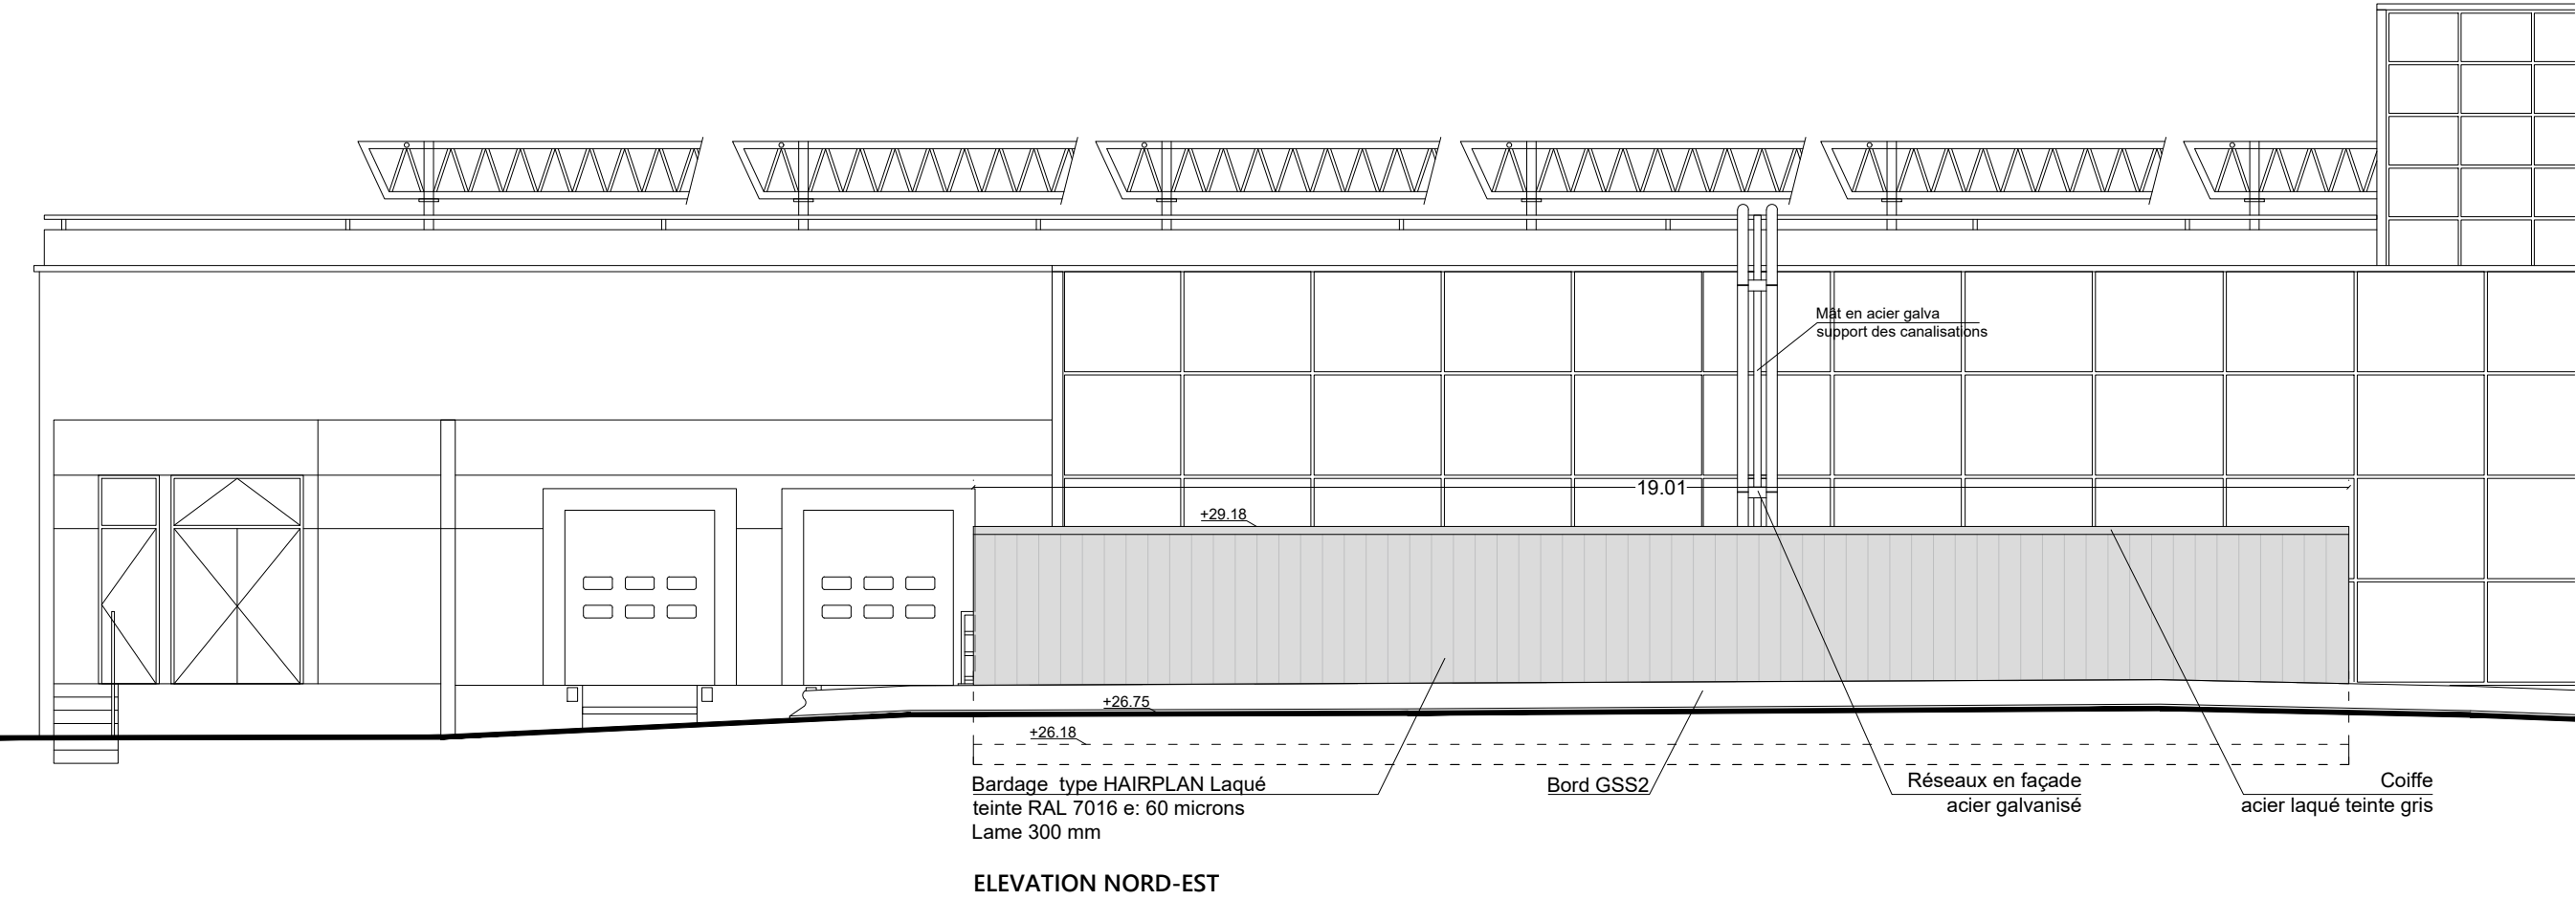 Mât en acier galva
support des canalisations
19.01
+29.18
+26.75
+26.18
Bardage type HAIRPLAN Laqué
teinte RAL 7016 e: 60 microns
Lame 300 mm
Bord GSS2
Réseaux en façade
acier galvanisé
Coiffe
acier laqué teinte gris
ELEVATION NORD-EST